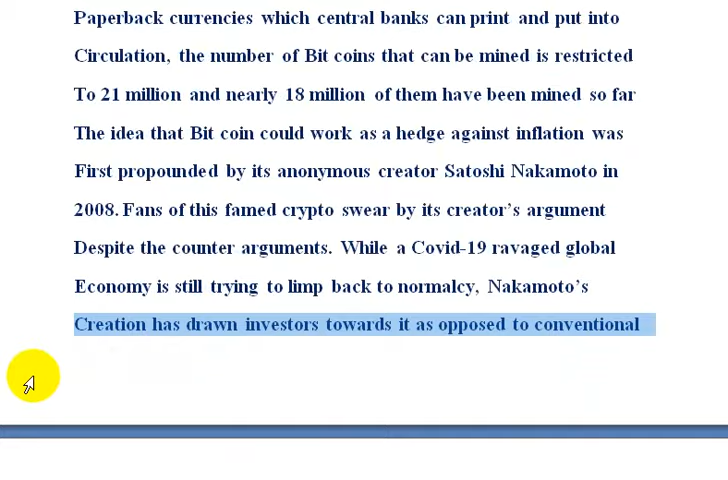 Paperback currencies which central banks can print and put into
Circulation, the number of Bit coins that can be mined is restricted
To 21 million and nearly 18 million of them have been mined so far
The idea that Bit coin could work as a hedge against inflation was
First propounded by its anonymous creator Satoshi Nakamoto in
2008. Fans of this famed crypto swear by its creator’s argument
Despite the counter arguments. While a Covid-19 ravaged global
Economy is still trying to limp back to normalcy, Nakamoto’s
Creation has drawn investors towards it as opposed to conventional